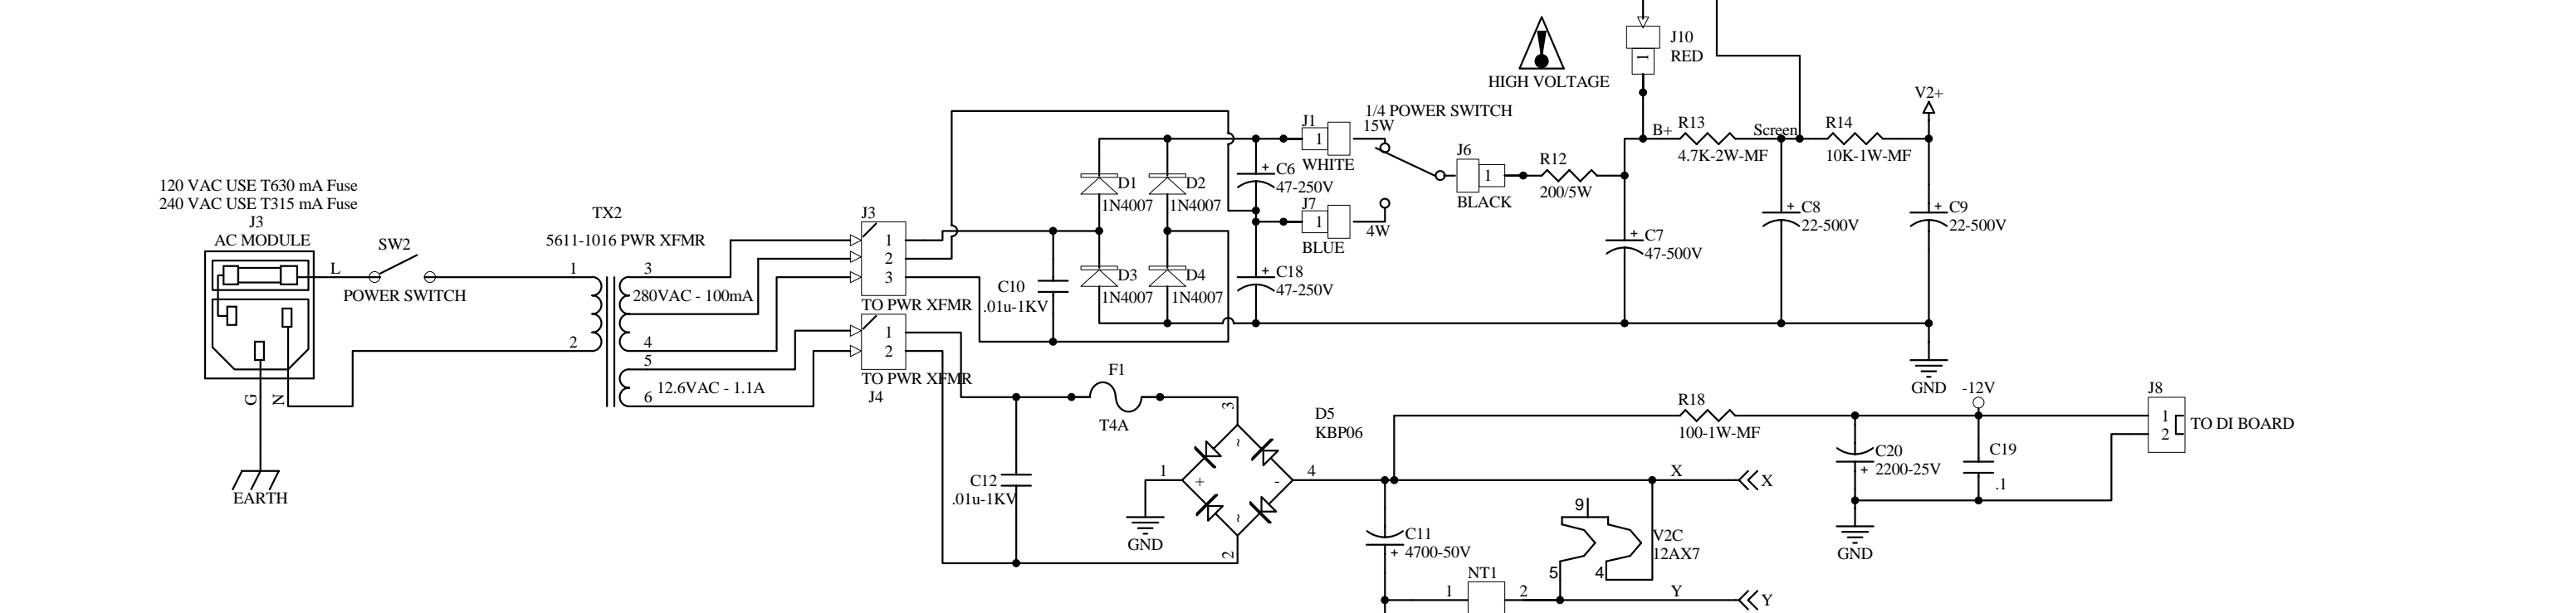 HIGH VOLTAGE
1
J10
RED
1/4 POWER SWITCH
15W
J1
1
WHITE
J7
1
BLUE
4W
J6
1
BLACK
R12
200/5W
B+
R13
4.7K-2W-MF
Screen
R14
10K-1W-MF
V2+
+
C6
47-250V
+
C18
47-250V
+
C7
47-500V
+
C8
22-500V
+
C9
22-500V
GND
D1
1N4007
D2
1N4007
D3
1N4007
D4
1N4007
C10
.01u-1KV
120 VAC USE T630 mA Fuse
240 VAC USE T315 mA Fuse
J3
AC MODULE
L
SW2
POWER SWITCH
G
N
EARTH
TX2
5611-1016 PWR XFMR
1
2
3
280VAC - 100mA
4
5
12.6VAC - 1.1A
6
J3
1
2
3
TO PWR XFMR
1
2
TO PWR XFMR
J4
F1
T4A
C12
.01u-1KV
D5
KBP06
3
~
1
+
-
4
~
2
GND
R18
100-1W-MF
-12V
J8
1
2
TO DI BOARD
C20
+ 2200-25V
C19
.1
GND
X
X
C11
+ 4700-50V
9
V2C
12AX7
5
4
NT1
1
2
Y
Y